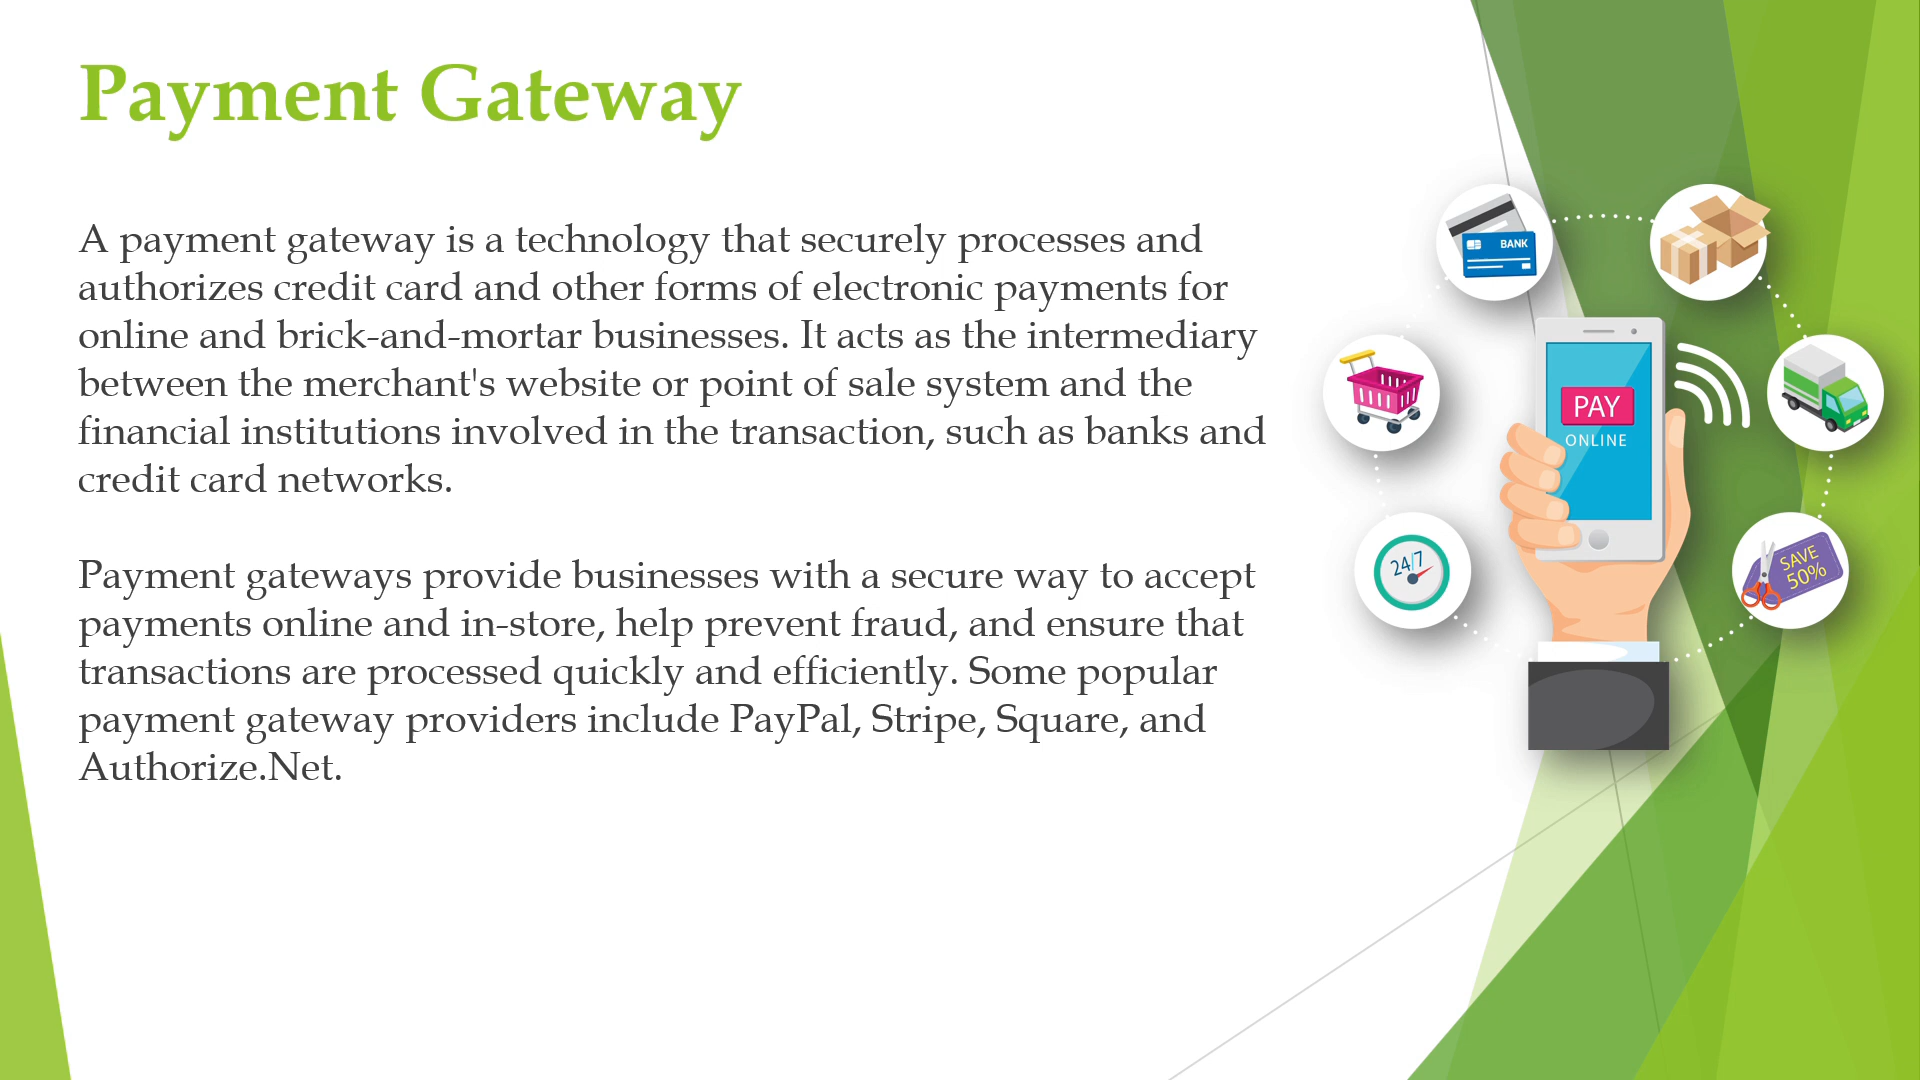 Payment Gateway
A payment gateway is a technology that securely processes and
authorizes credit card and other forms of electronic payments for
online and brick-and-mortar businesses. It acts as the intermediary
between the merchant's website or point of sale system and the
financial institutions involved in the transaction, such as banks and
credit card networks.
Payment gateways provide businesses with a secure way to accept
payments online and in-store, help prevent fraud, and ensure that
transactions are processed quickly and efficiently. Some popular
payment gateway providers include PayPal, Stripe, Square, and
Authorize.Net.
BANK
PAY
ONLINE
24/7
SAVE
50%